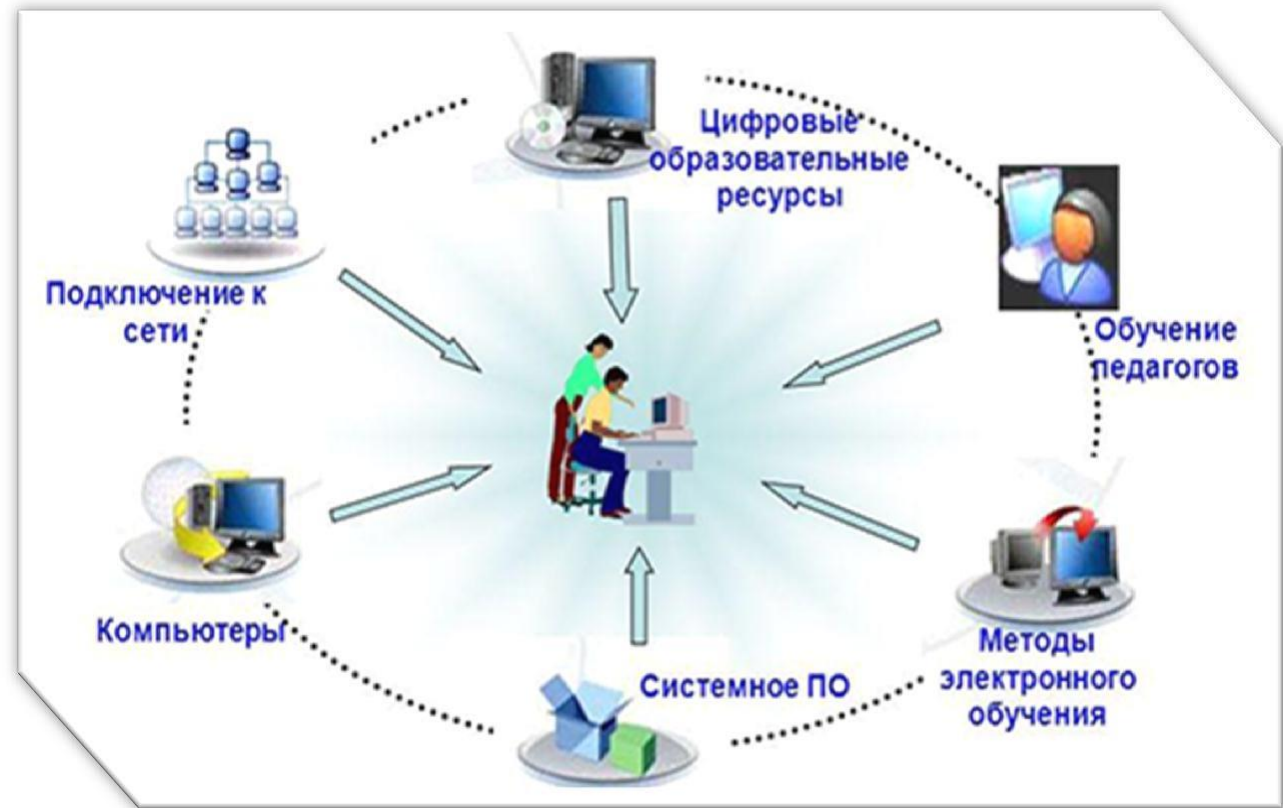 Цифровые
образовательные
ресурсы
Подключение к
сети
Обучение
педагогов
Компьютеры
Системное ПО
Методы
электронного
обучения